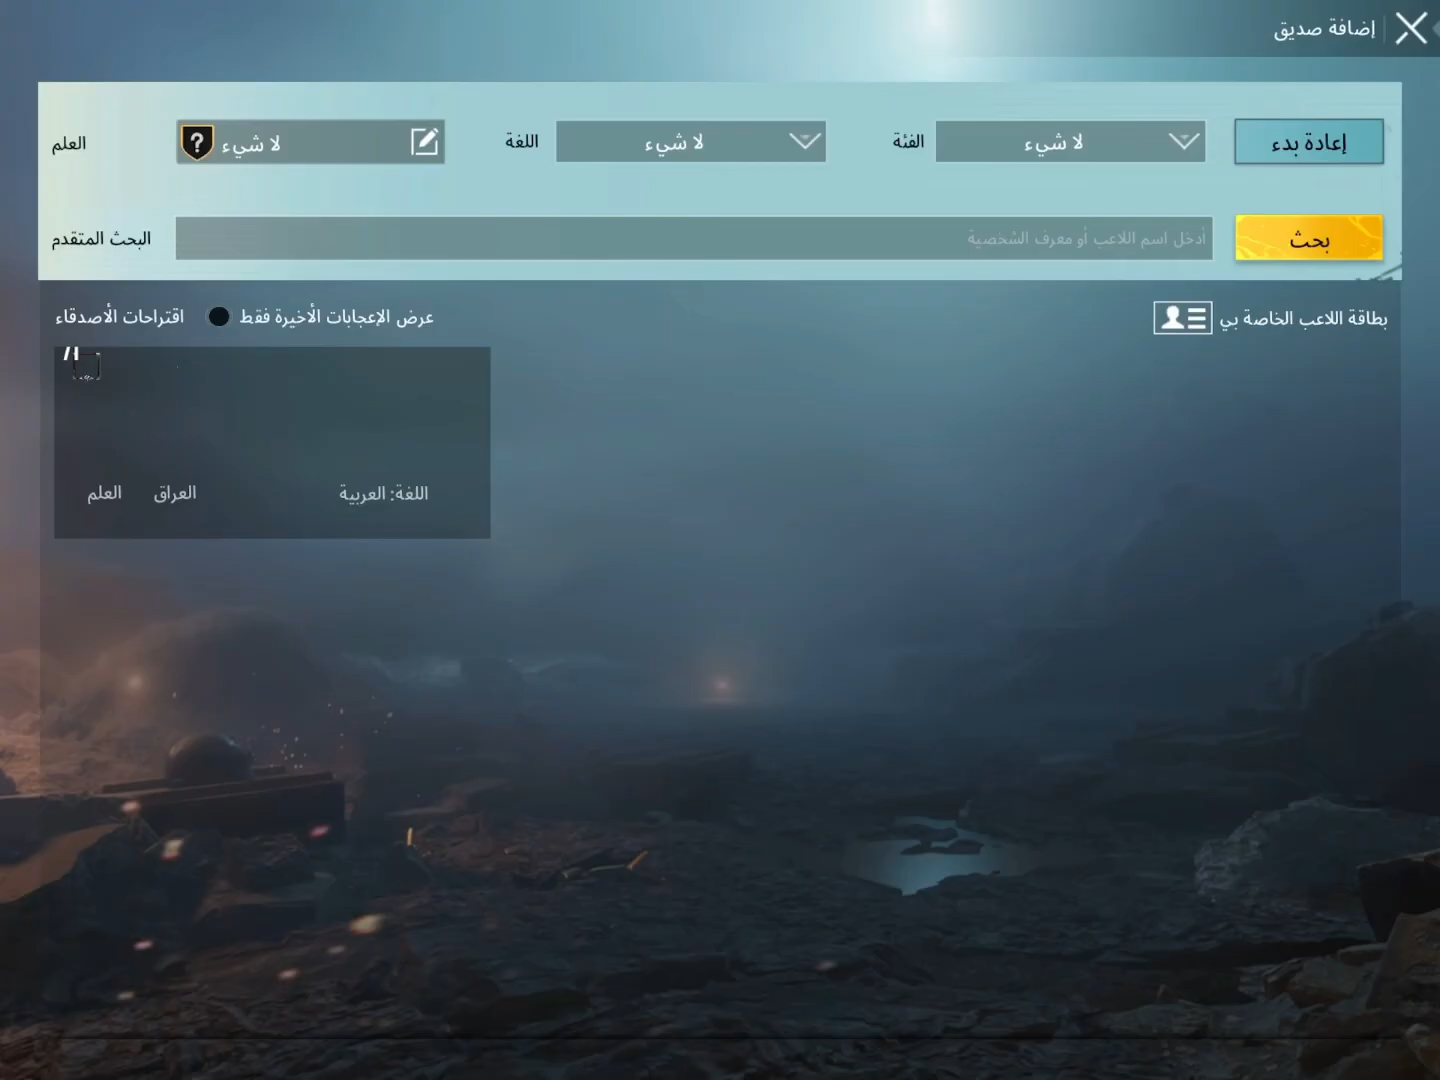 إضافة صديق
إعادة بدء
الفئة
لا شيء
اللغة
لا شيء
العلم
لا شيء
بحث
أدخل اسم اللاعب أو معرف الشخصية
البحث المتقدم
بطاقة اللاعب الخاصة بي
عرض الإعجابات الأخيرة فقط
اقتراحات الأصدقاء
اللغة: العربية
العراق
العلم